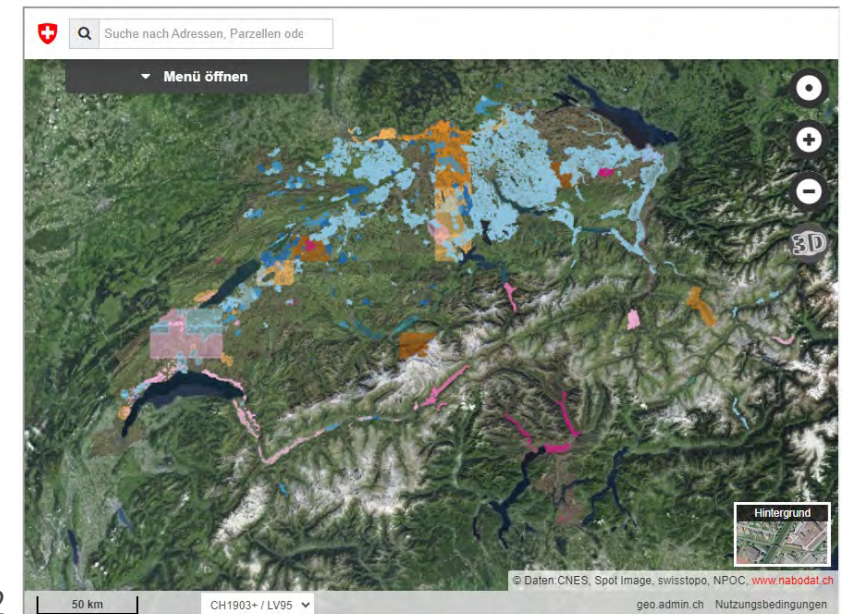 Suche nach Adressen, Parzellen ode
Menü öffnen
3D
Hintergrund
© Daten:CNES, Spot Image, swisstopo, NPOC, www.nabodat.ch
50 km
CH1903+ / LV95
geo.admin.ch Nutzungsbedingungen